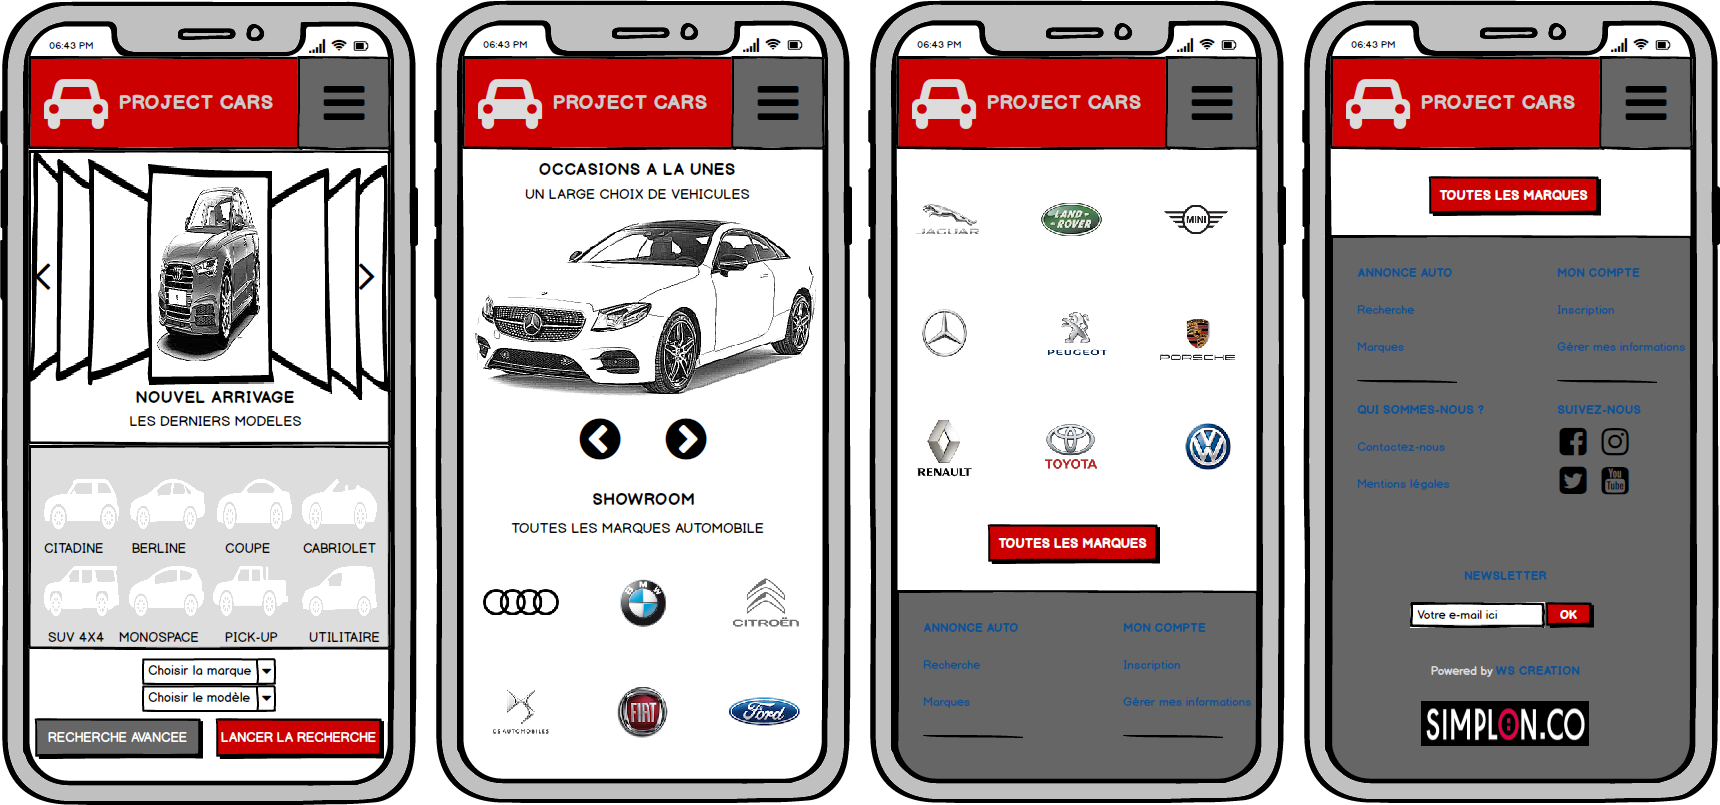 06:43 PM
PROJECT CARS
NOUVEL ARRIVAGE
LES DERNIERS MODELES
CITADINE BERLINE COUPE CABRIOLET
SUV 4X4 MONOSPACE PICK-UP UTILITAIRE
Choisir la marque
Choisir le modèle
RECHERCHE AVANCEE LANCER LA RECHERCHE
06:43 PM
PROJECT CARS
OCCASIONS A LA UNES
UN LARGE CHOIX DE VEHICULES
SHOWROOM
TOUTES LES MARQUES AUTOMOBILE
BMW
CITROËN
DS AUTOMOBILES
FIAT
Ford
06:43 PM
PROJECT CARS
JAGUAR
LAND-
-ROVER
MINI
PEUGEOT
PORSCHE
RENAULT
TOYOTA
VW
TOUTES LES MARQUES
ANNONCE AUTO MON COMPTE
Recherche Inscription
Marques Gérer mes informations
06:43 PM
PROJECT CARS
TOUTES LES MARQUES
ANNONCE AUTO MON COMPTE
Recherche Inscription
Marques Gérer mes informations
QUI SOMMES-NOUS ? SUIVEZ-NOUS
Contactez-nous
Mentions légales
You
Tube
NEWSLETTER
Votre e-mail ici OK
Powered by WS CREATION
SIMPLON.CO